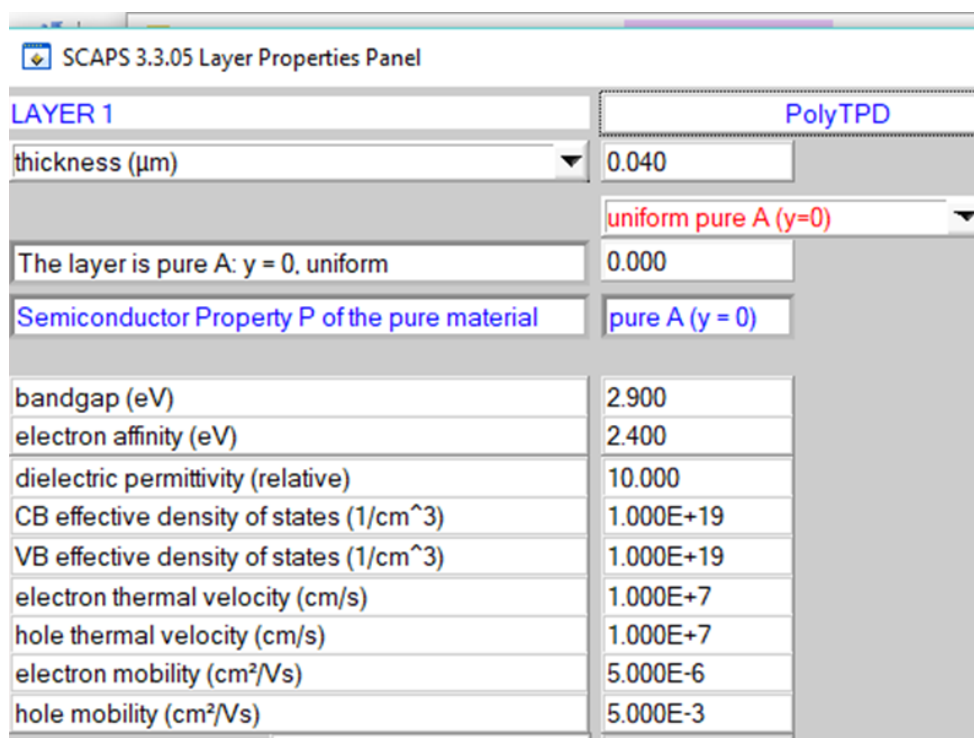 SCAPS 3.3.05 Layer Properties Panel
LAYER 1 PolyTPD
thickness (µm) 0.040
uniform pure A (y=0)
The layer is pure A: y = 0, uniform 0.000
Semiconductor Property P of the pure material pure A (y = 0)
bandgap (eV) 2.900
electron affinity (eV) 2.400
dielectric permittivity (relative) 10.000
CB effective density of states (1/cm^3) 1.000E+19
VB effective density of states (1/cm^3) 1.000E+19
electron thermal velocity (cm/s) 1.000E+7
hole thermal velocity (cm/s) 1.000E+7
electron mobility (cm²/Vs) 5.000E-6
hole mobility (cm²/Vs) 5.000E-3